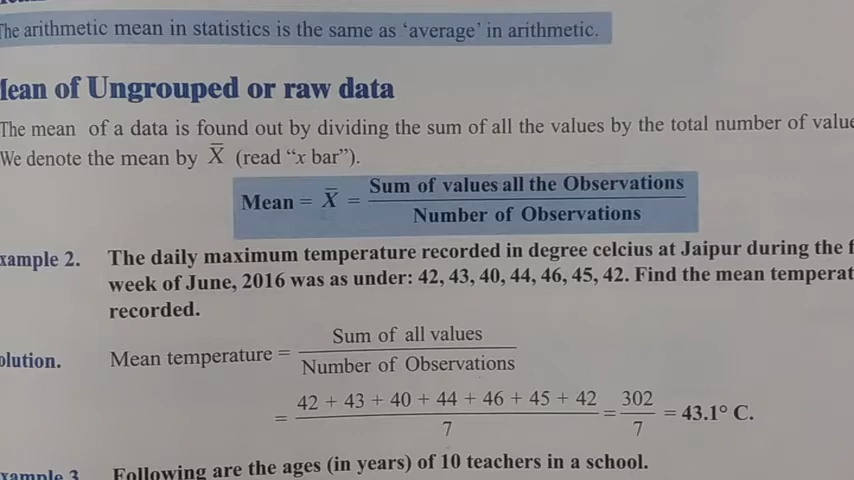 The arithmetic mean in statistics is the same as ‘average’ in arithmetic.
Mean of Ungrouped or raw data
The mean of a data is found out by dividing the sum of all the values by the total number of value
We denote the mean by X̄ (read “x bar”).
Mean = X̄ = Sum of values all the Observations / Number of Observations
xample 2. The daily maximum temperature recorded in degree celcius at Jaipur during the f
week of June, 2016 was as under: 42, 43, 40, 44, 46, 45, 42. Find the mean temperat
recorded.
olution. Mean temperature = Sum of all values / Number of Observations
= 42 + 43 + 40 + 44 + 46 + 45 + 42 / 7 = 302 / 7 = 43.1° C.
xample 3. Following are the ages (in years) of 10 teachers in a school.